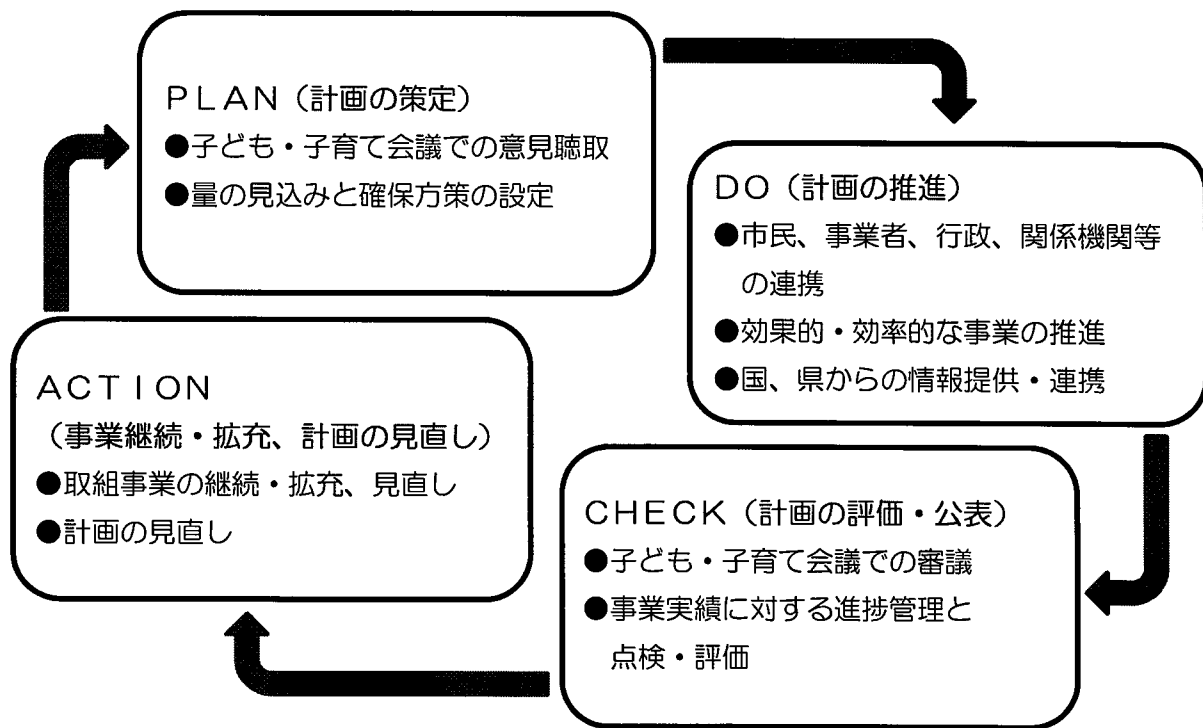 ＰＬＡＮ（計画の策定）
●子ども・子育て会議での意見聴取
●量の見込みと確保方策の設定
ＤＯ（計画の推進）
●市民、事業者、行政、関係機関等
の連携
●効果的・効率的な事業の推進
●国、県からの情報提供・連携
ＣＨＥＣＫ（計画の評価・公表）
●子ども・子育て会議での審議
●事業実績に対する進捗管理と
点検・評価
ＡＣＴＩＯＮ
（事業継続・拡充、計画の見直し）
●取組事業の継続・拡充、見直し
●計画の見直し